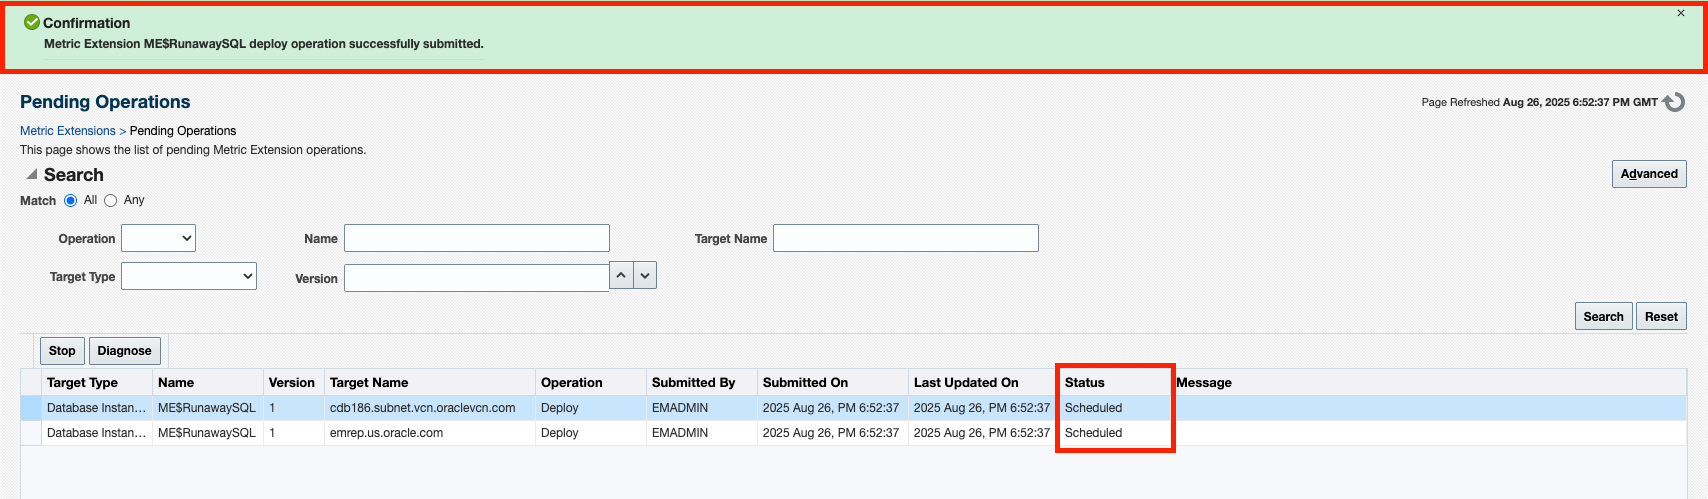 Confirmation
Metric Extension ME$RunawaySQL deploy operation successfully submitted.
Pending Operations
Page Refreshed Aug 26, 2025 6:52:37 PM GMT
Metric Extensions > Pending Operations
This page shows the list of pending Metric Extension operations.
Search
Advanced
Match All Any
Operation Name Target Name
Target Type Version
Search Reset
Stop Diagnose
Target Type Name Version Target Name Operation Submitted By Submitted On Last Updated On Status Message
Database Instan... ME$RunawaySQL 1 cdb186.subnet.vcn.oraclevcn.com Deploy EMADMIN 2025 Aug 26, PM 6:52:37 2025 Aug 26, PM 6:52:37 Scheduled
Database Instan... ME$RunawaySQL 1 emrep.us.oracle.com Deploy EMADMIN 2025 Aug 26, PM 6:52:37 2025 Aug 26, PM 6:52:37 Scheduled